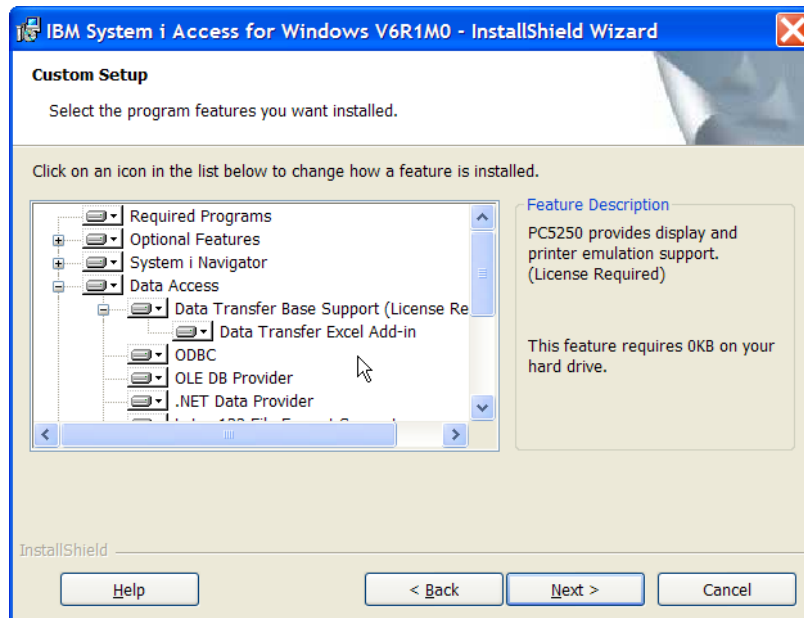 IBM System i Access for Windows V6R1M0 - InstallShield Wizard
Custom Setup
Select the program features you want installed.
Click on an icon in the list below to change how a feature is installed.
Required Programs
Optional Features
System i Navigator
Data Access
Data Transfer Base Support (License Re
Data Transfer Excel Add-in
ODBC
OLE DB Provider
.NET Data Provider
Feature Description
PC5250 provides display and
printer emulation support.
(License Required)
This feature requires 0KB on your
hard drive.
InstallShield
Help
< Back
Next >
Cancel